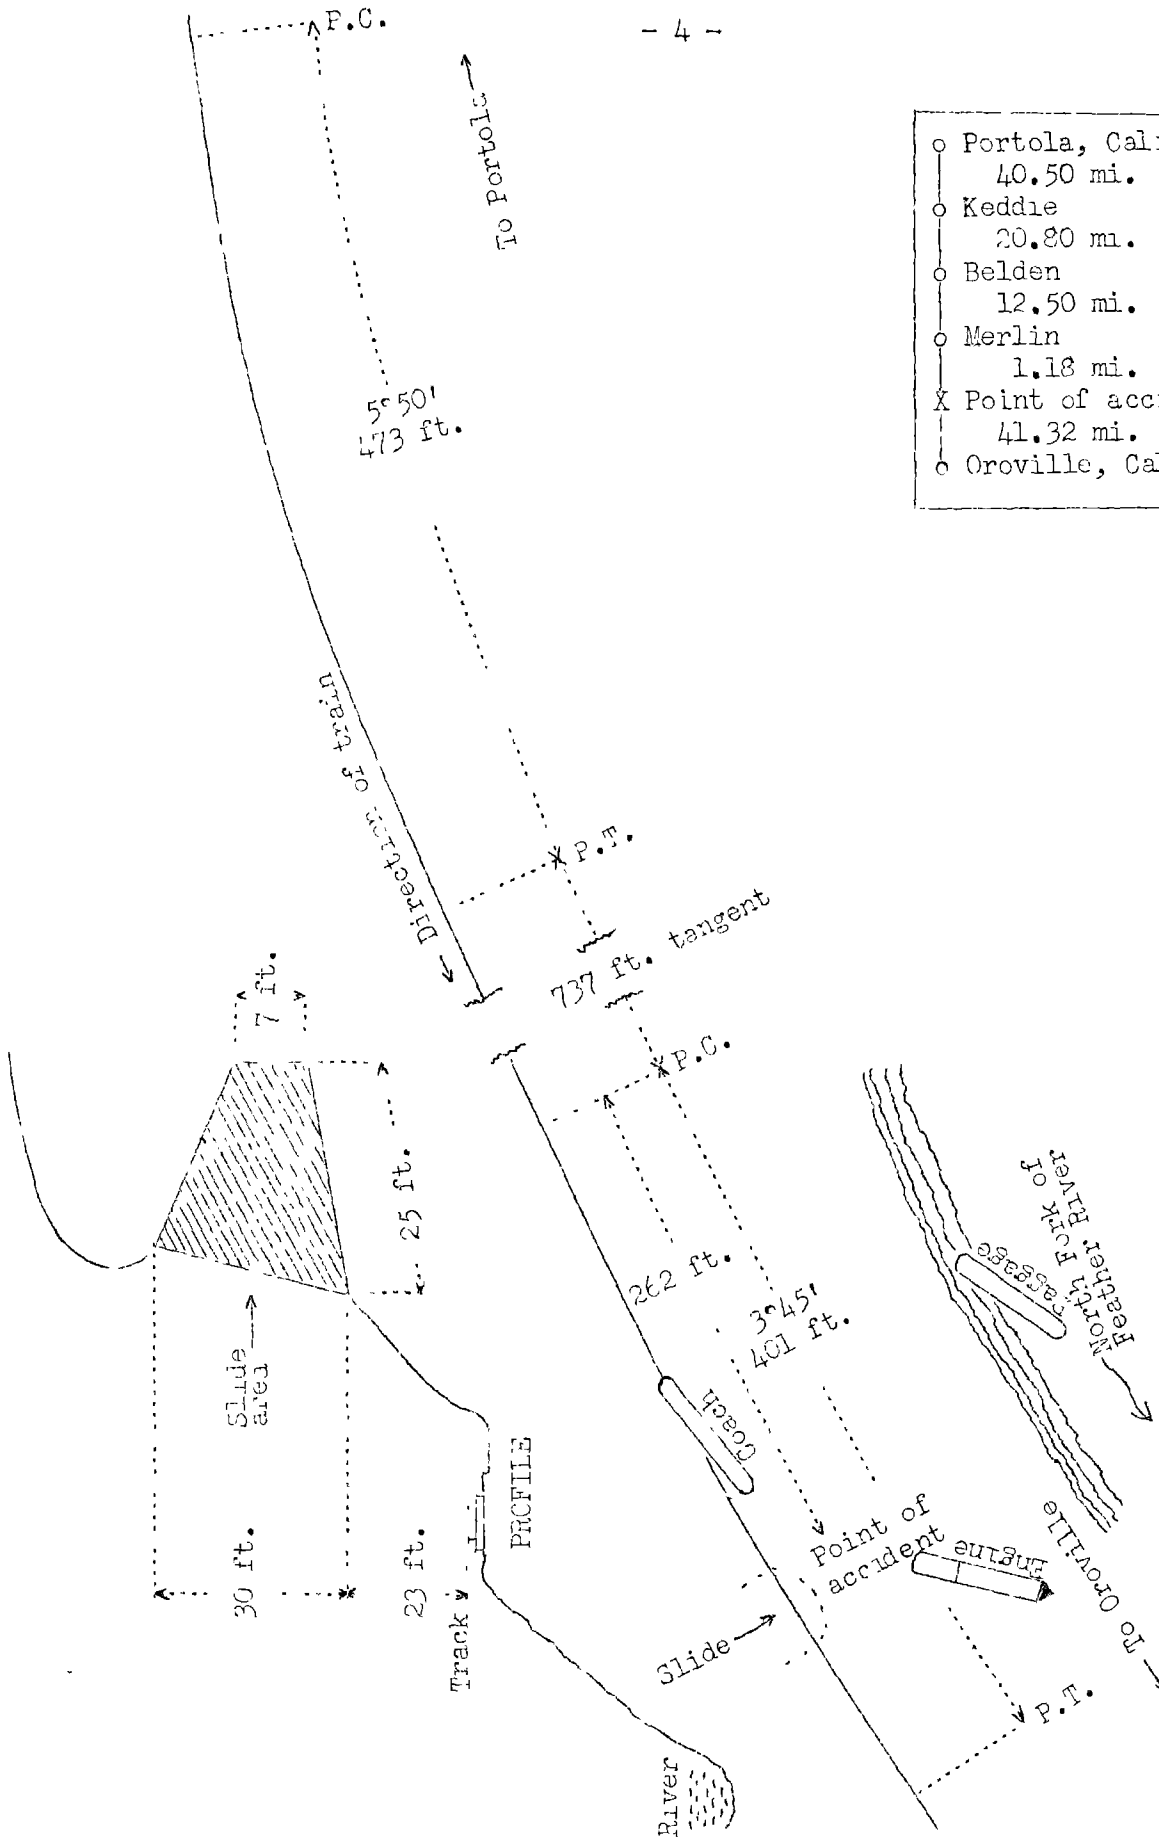 - 4 -
P.C.
To Portola
Portola, Cal
40.50 mi.
Keddie
20.80 mi.
Belden
12.50 mi.
Merlin
1.18 mi.
X Point of acc
41.32 mi.
Oroville, Cal
5°50'
473 ft.
Direction of train
P.T.
737 ft. tangent
P.C.
7 ft.
25 ft.
Slide
area
30 ft.
23 ft.
Track
PROFILE
River
262 ft.
3°45'
401 ft.
Coach
Baggage
North Fork of
Feather River
Point of
accident
Engine
Slide
To Oroville
P.T.